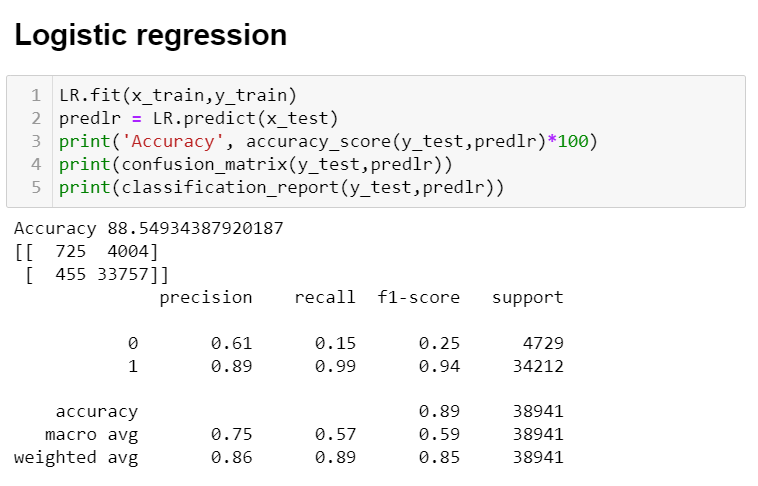 Logistic regression
1 LR.fit(x_train,y_train)
2 predlr = LR.predict(x_test)
3 print('Accuracy', accuracy_score(y_test,predlr)*100)
4 print(confusion_matrix(y_test,predlr))
5 print(classification_report(y_test,predlr))
Accuracy 88.54934387920187
[[  725  4004]
 [  455 33757]]
              precision    recall  f1-score   support
           0       0.61      0.15      0.25      4729
           1       0.89      0.99      0.94     34212
    accuracy                           0.89     38941
   macro avg       0.75      0.57      0.59     38941
weighted avg       0.86      0.89      0.85     38941